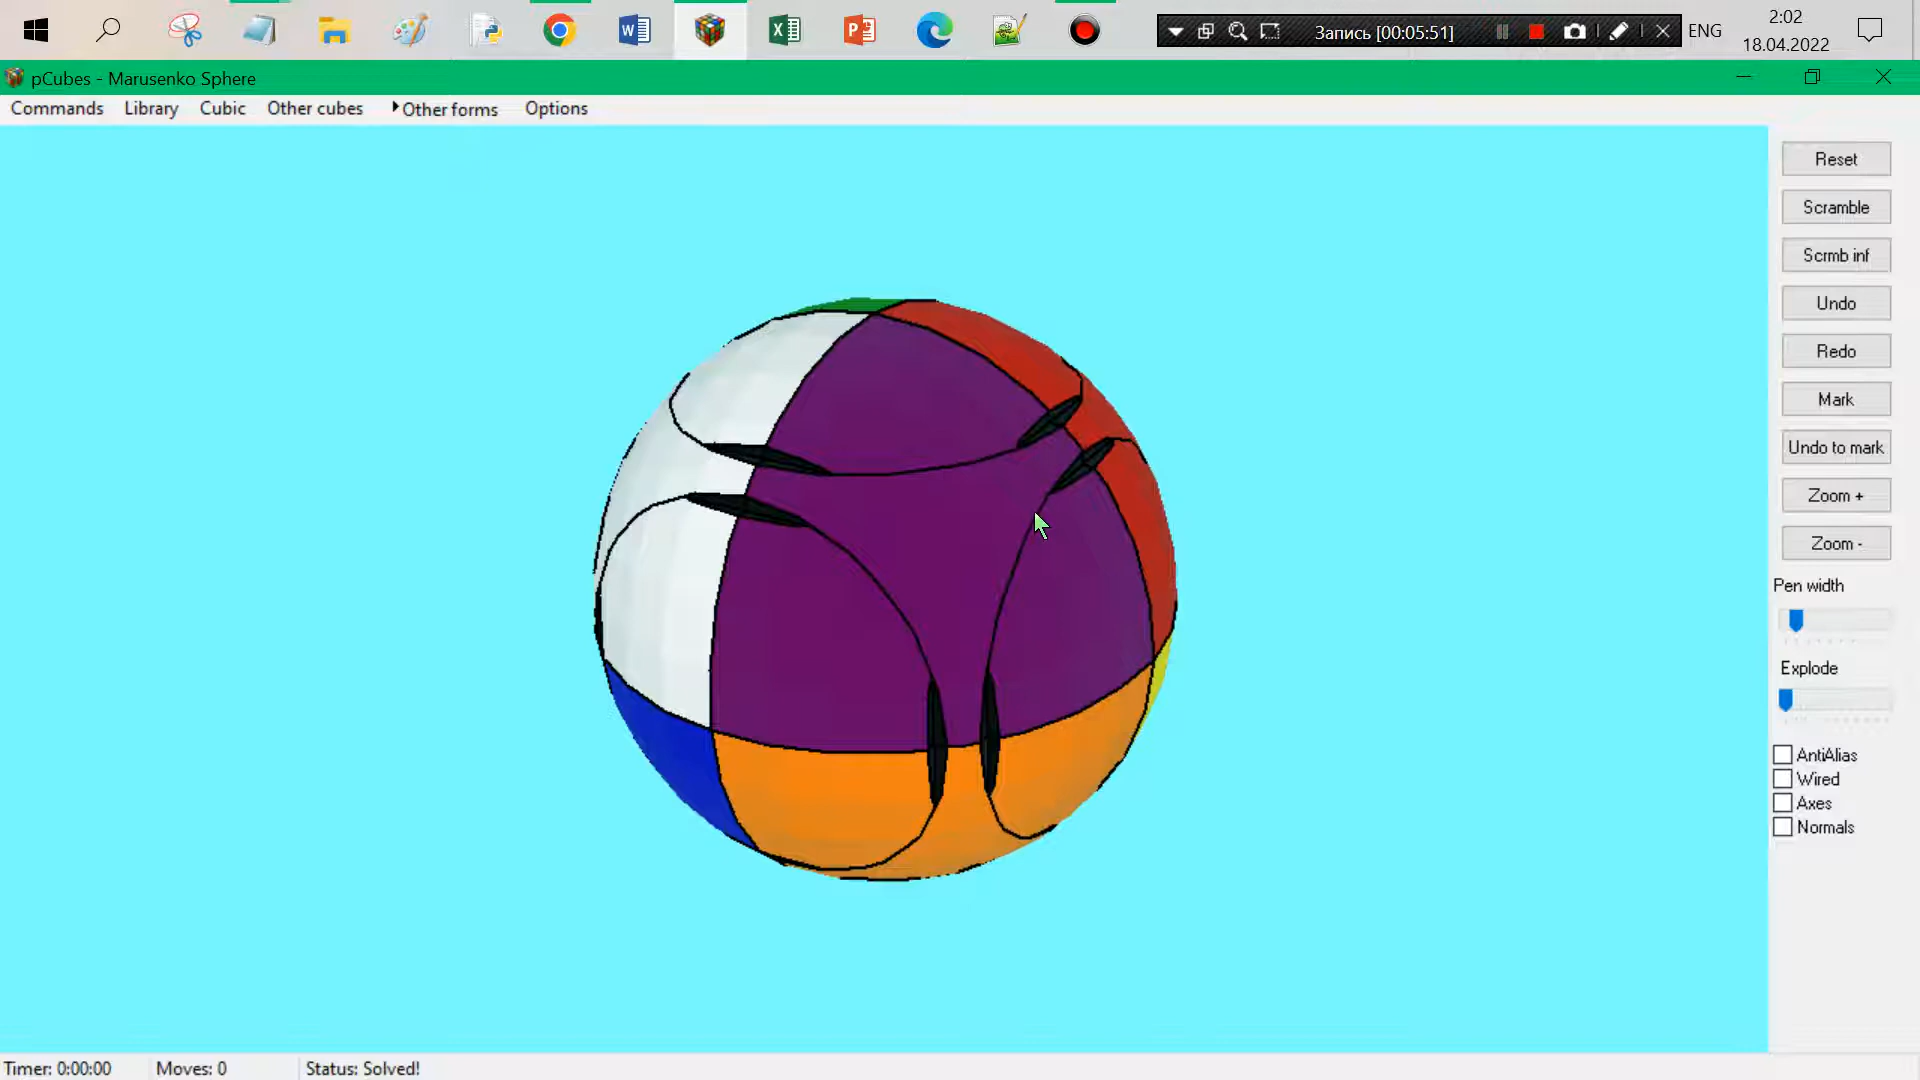 Запись [00:05:51]
ENG
2:02
18.04.2022
pCubes - Marusenko Sphere
Commands Library Cubic Other cubes Other forms Options
Reset
Scramble
Scrmb inf
Undo
Redo
Mark
Undo to mark
Zoom +
Zoom -
Pen width
Explode
AntiAlias
Wired
Axes
Normals
Timer: 0:00:00 Moves: 0 Status: Solved!